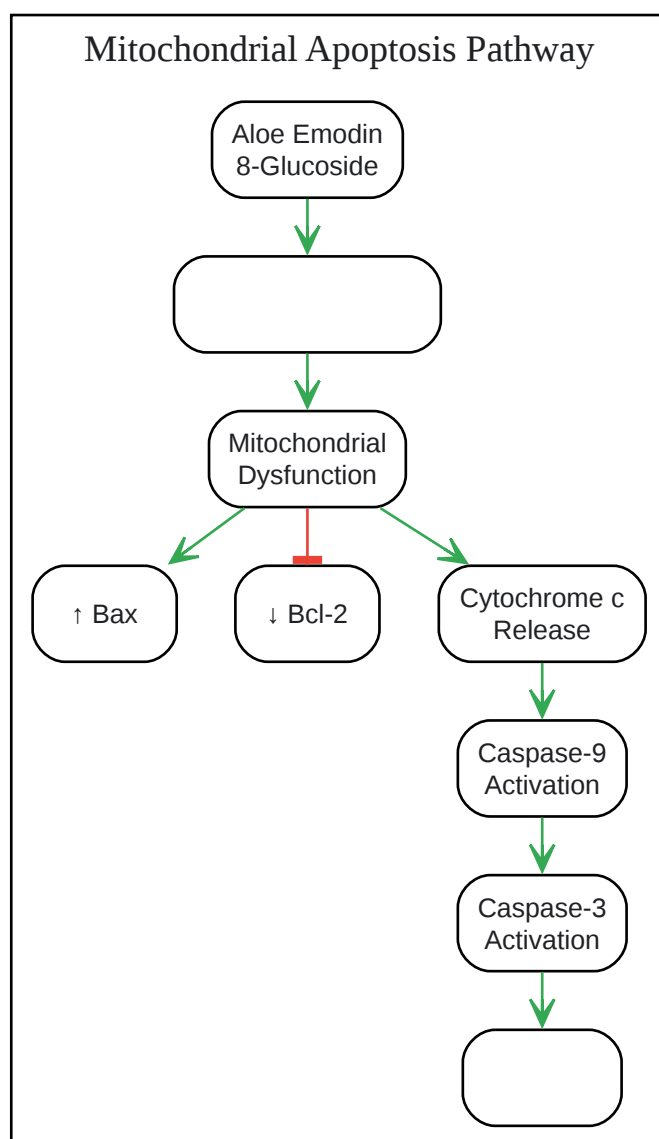 Mitochondrial Apoptosis Pathway
Aloe Emodin
8-Glucoside
Mitochondrial
Dysfunction
↑ Bax
↓ Bcl-2
Cytochrome c
Release
Caspase-9
Activation
Caspase-3
Activation